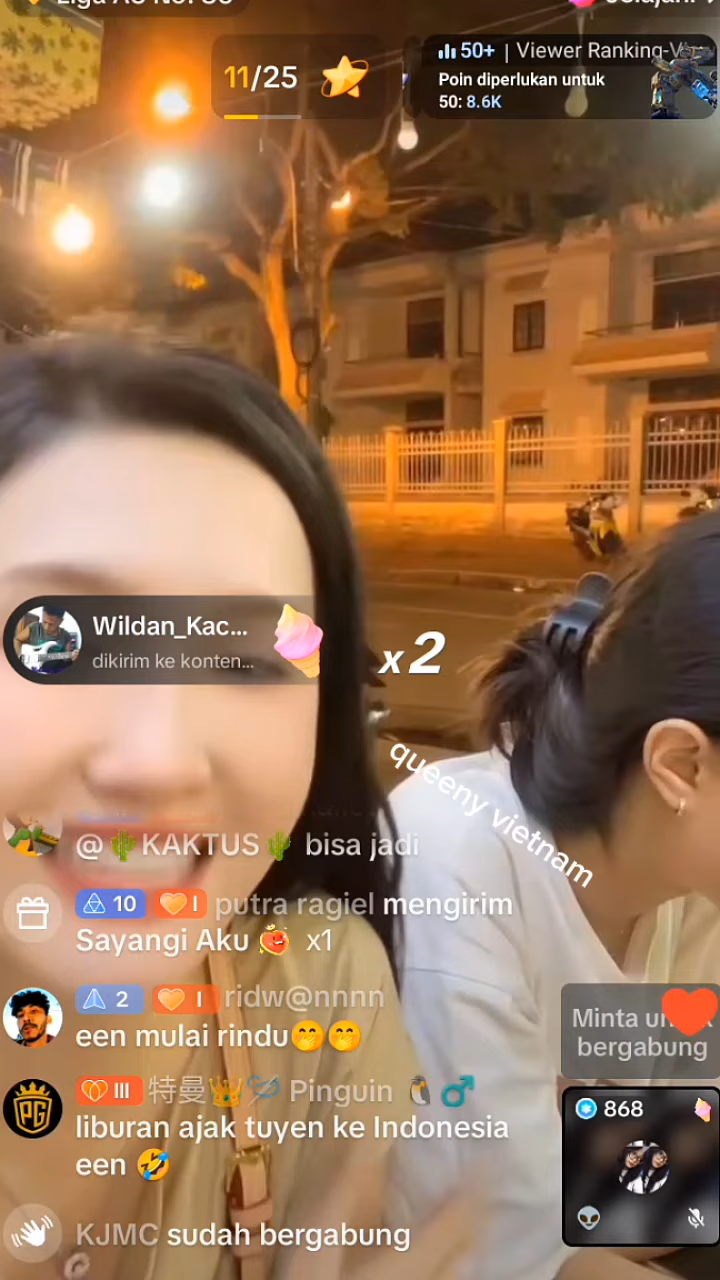 11/25
50+ | Viewer Ranking-V
Poin diperlukan untuk
50: 8.6K
Wildan_Kac...
dikirim ke konten...
x2
queeny vietnam
@🌵KAKTUS🌵 bisa jadi
10 I putra ragiel mengirim
Sayangi Aku x1
2 I ridw@nnnn
een mulai rindu🤭🤭
III 特曼👑🪡 Pinguin 🐧♂️
liburan ajak tuyen ke Indonesia
een 🤣
KJMC sudah bergabung
Minta
bergabung
868
PG